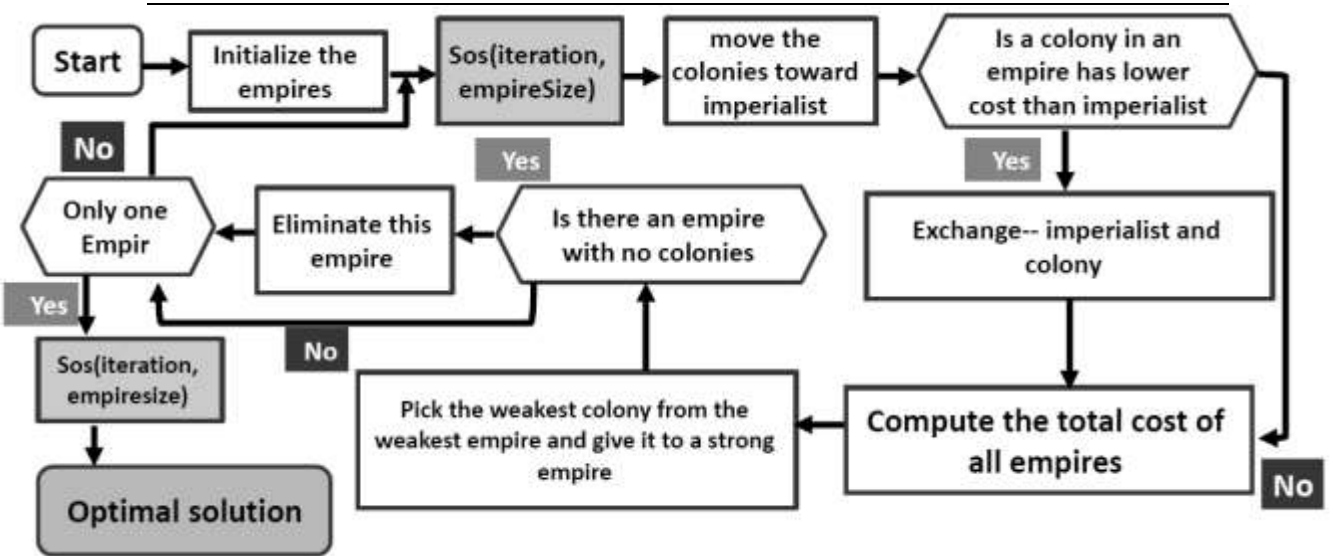 Start
Initialize the
empires
Sos(iteration,
empireSize)
move the
colonies toward
imperialist
Is a colony in an
empire has lower
cost than imperialist
No
Yes
Yes
Only one
Empir
Eliminate this
empire
Is there an empire
with no colonies
Exchange-- imperialist and
colony
Yes
No
Sos(iteration,
empiresize)
Pick the weakest colony from the
weakest empire and give it to a strong
empire
Compute the total cost of
all empires
No
Optimal solution